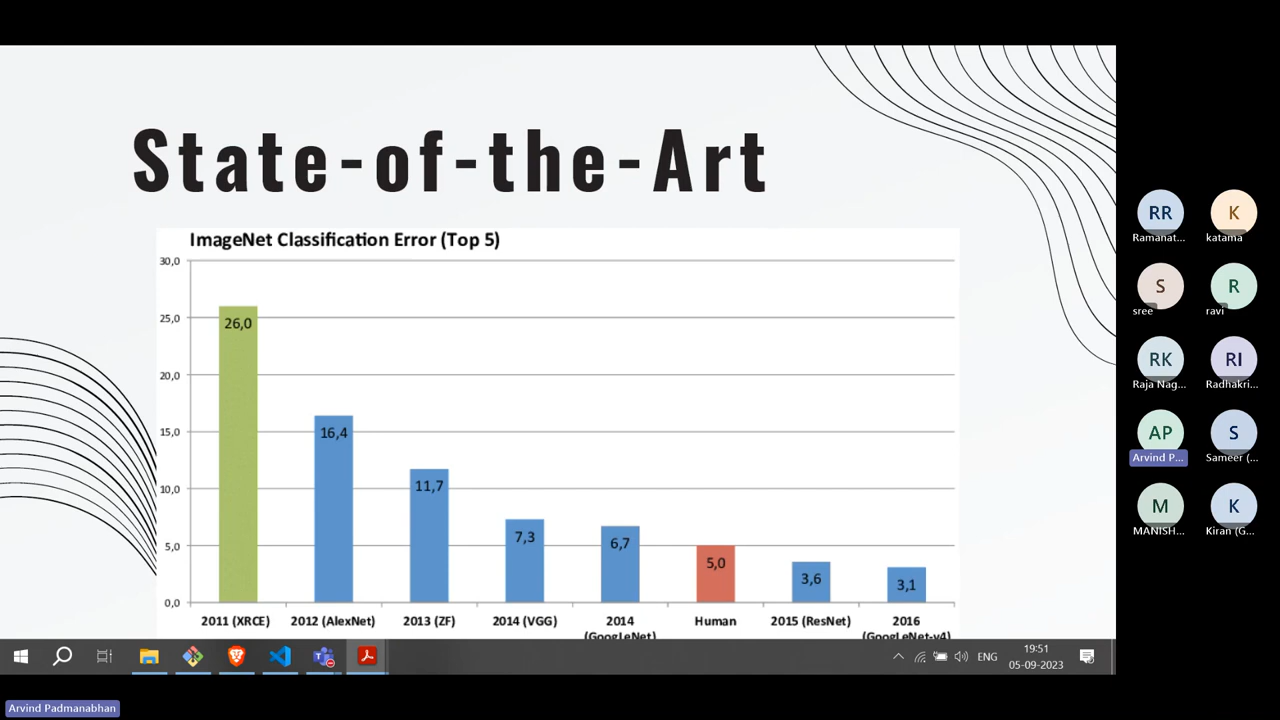 State-of-the-Art
ImageNet Classification Error (Top 5)
30,0
25,0
20,0
15,0
10,0
5,0
0,0
26,0
16,4
11,7
7,3
6,7
5,0
3,6
3,1
2011 (XRCE)
2012 (AlexNet)
2013 (ZF)
2014 (VGG)
2014
(GoogLeNet)
Human
2015 (ResNet)
2016
(GoogLeNet-v4)
RR
Ramanat...
K
katama
S
sree
R
ravi
RK
Raja Nag...
RI
Radhakri...
AP
Arvind P...
S
Sameer (...
M
MANISH...
K
Kiran (G...
ENG
19:51
05-09-2023
Arvind Padmanabhan